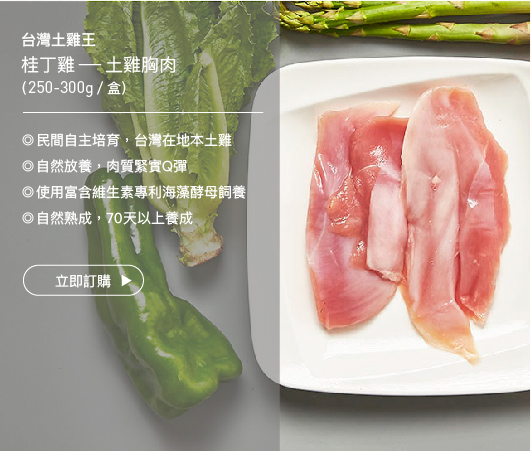 台灣土雞王
桂丁雞 — 土雞胸肉
(250-300g / 盒)
◎民間自主培育，台灣在地本土雞
◎自然放養，肉質緊實Q彈
◎使用富含維生素專利海藻酵母飼養
◎自然熟成，70天以上養成
立即訂購 ▶